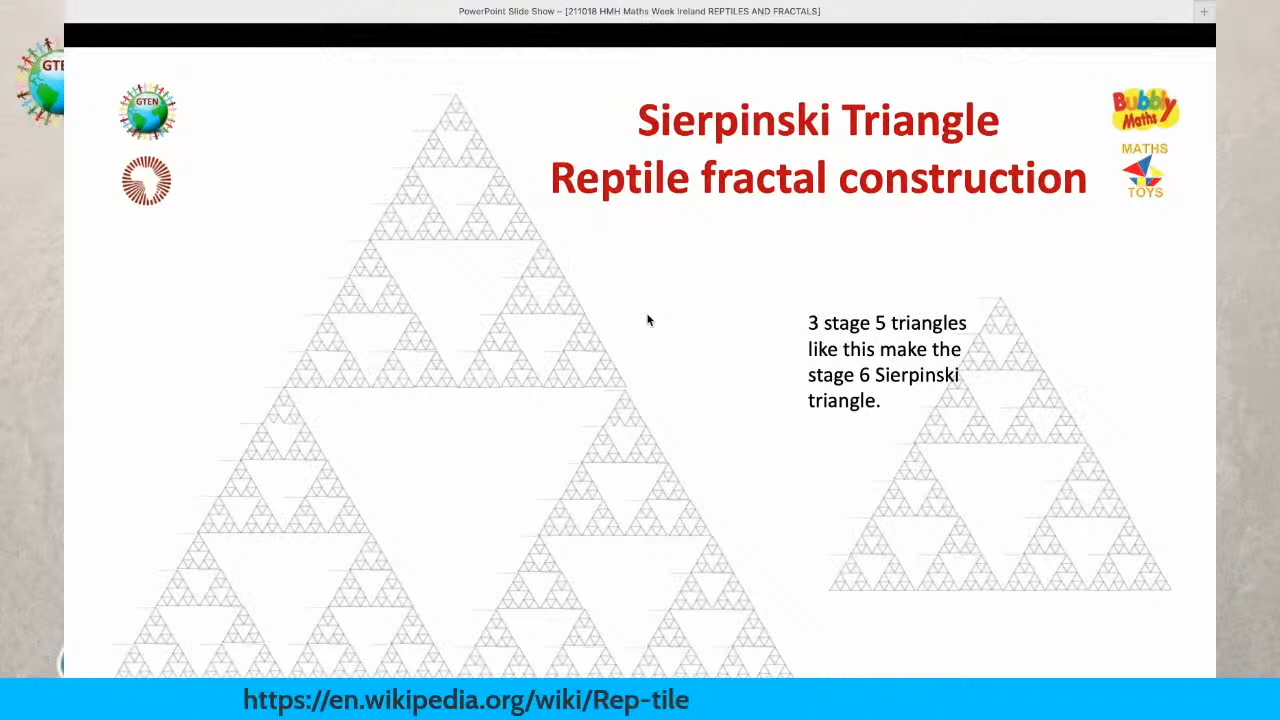 PowerPoint Slide Show – [211018 HMH Maths Week Ireland REPTILES AND FRACTALS]
GTE
GTEN
Sierpinski Triangle
Reptile fractal construction
Bubbly
Maths
MATHS
TOYS
3 stage 5 triangles
like this make the
stage 6 Sierpinski
triangle.
https://en.wikipedia.org/wiki/Rep-tile